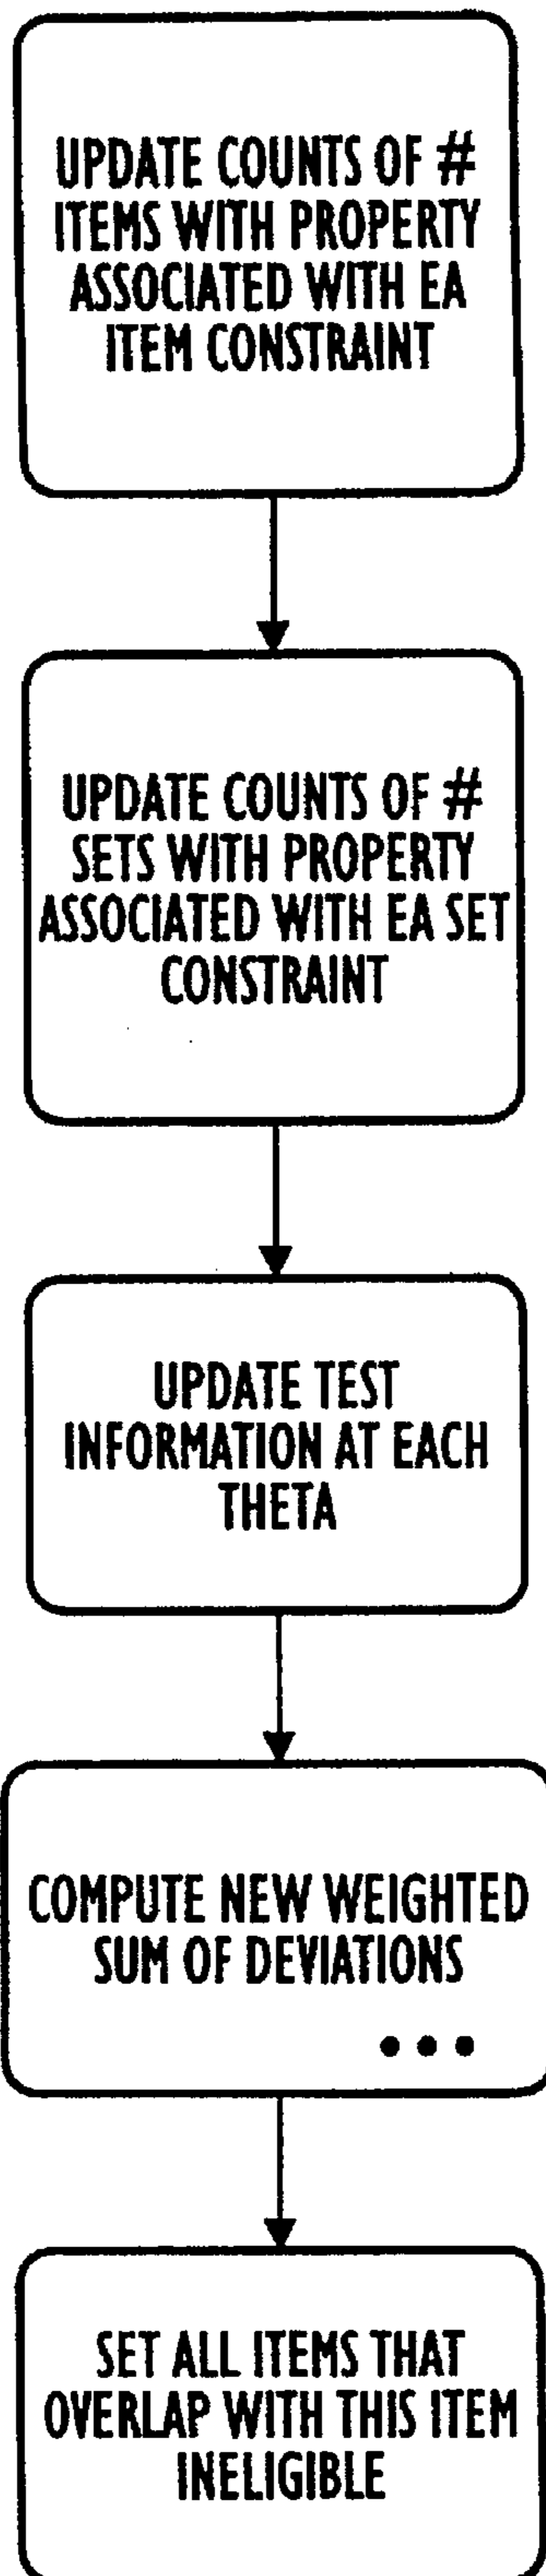 UPDATE COUNTS OF #
ITEMS WITH PROPERTY
ASSOCIATED WITH EA
ITEM CONSTRAINT
UPDATE COUNTS OF #
SETS WITH PROPERTY
ASSOCIATED WITH EA SET
CONSTRAINT
UPDATE TEST
INFORMATION AT EACH
THETA
COMPUTE NEW WEIGHTED
SUM OF DEVIATIONS
•••
SET ALL ITEMS THAT
OVERLAP WITH THIS ITEM
INELIGIBLE